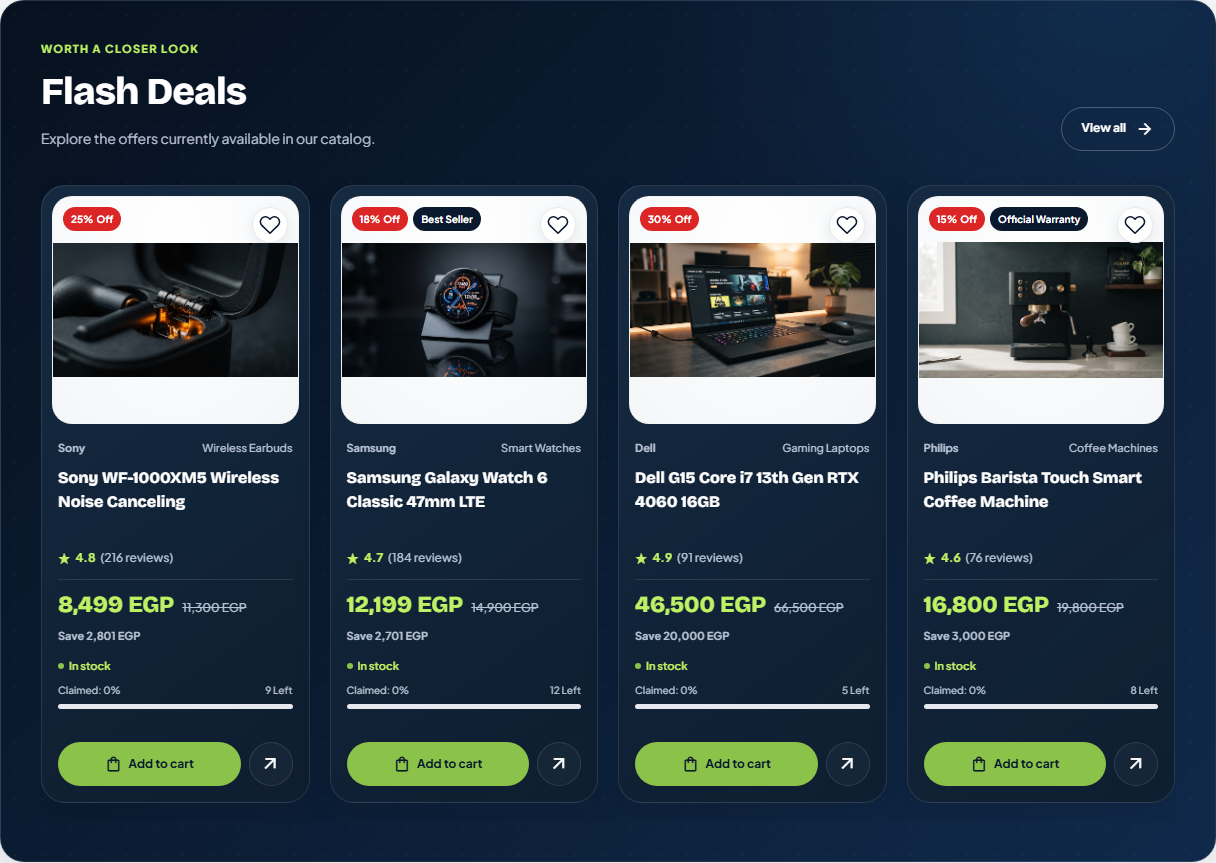 WORTH A CLOSER LOOK
Flash Deals
Explore the offers currently available in our catalog.
View all
25% Off
Sony
Wireless Earbuds
Sony WF-1000XM5 Wireless
Noise Canceling
4.8 (216 reviews)
8,499 EGP 11,300 EGP
Save 2,801 EGP
In stock
Claimed: 0%
9 Left
Add to cart
18% Off
Best Seller
Samsung
Smart Watches
Samsung Galaxy Watch 6
Classic 47mm LTE
4.7 (184 reviews)
12,199 EGP 14,900 EGP
Save 2,701 EGP
In stock
Claimed: 0%
12 Left
Add to cart
30% Off
Dell
Gaming Laptops
Dell G15 Core i7 13th Gen RTX
4060 16GB
4.9 (91 reviews)
46,500 EGP 66,500 EGP
Save 20,000 EGP
In stock
Claimed: 0%
5 Left
Add to cart
15% Off
Official Warranty
Philips
Coffee Machines
Philips Barista Touch Smart
Coffee Machine
4.6 (76 reviews)
16,800 EGP 19,800 EGP
Save 3,000 EGP
In stock
Claimed: 0%
8 Left
Add to cart